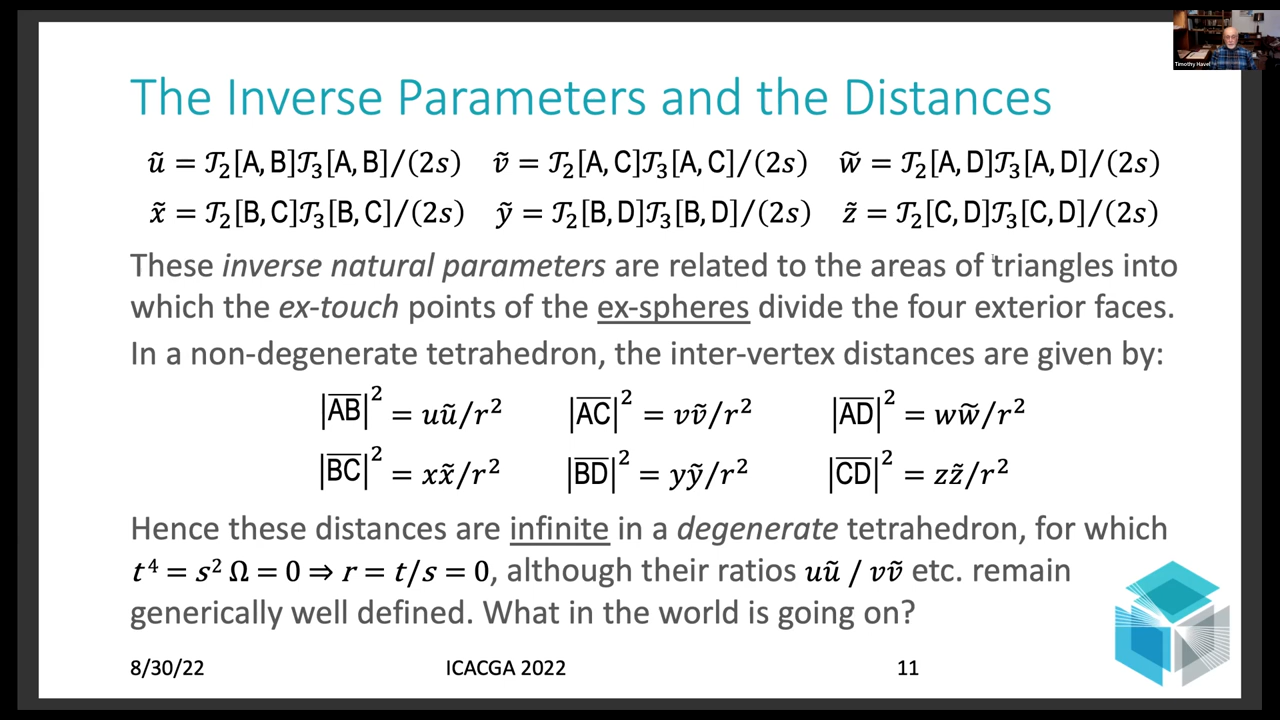 The Inverse Parameters and the Distances
ũ = 𝒯₂[A, B]𝒯₃[A, B]/(2s) ṽ = 𝒯₂[A, C]𝒯₃[A, C]/(2s) w̃ = 𝒯₂[A, D]𝒯₃[A, D]/(2s)
x̃ = 𝒯₂[B, C]𝒯₃[B, C]/(2s) ỹ = 𝒯₂[B, D]𝒯₃[B, D]/(2s) z̃ = 𝒯₂[C, D]𝒯₃[C, D]/(2s)
These inverse natural parameters are related to the areas of triangles into
which the ex-touch points of the ex-spheres divide the four exterior faces.
In a non-degenerate tetrahedron, the inter-vertex distances are given by:
|A̅B̅|² = uũ/r² |A̅C̅|² = vṽ/r² |A̅D̅|² = ww̃/r²
|B̅C̅|² = xx̃/r² |B̅D̅|² = yỹ/r² |C̅D̅|² = zz̃/r²
Hence these distances are infinite in a degenerate tetrahedron, for which
t⁴ = s² Ω = 0 ⇒ r = t/s = 0, although their ratios uũ / vṽ etc. remain
generically well defined. What in the world is going on?
8/30/22 ICACGA 2022 11
Timothy Havel